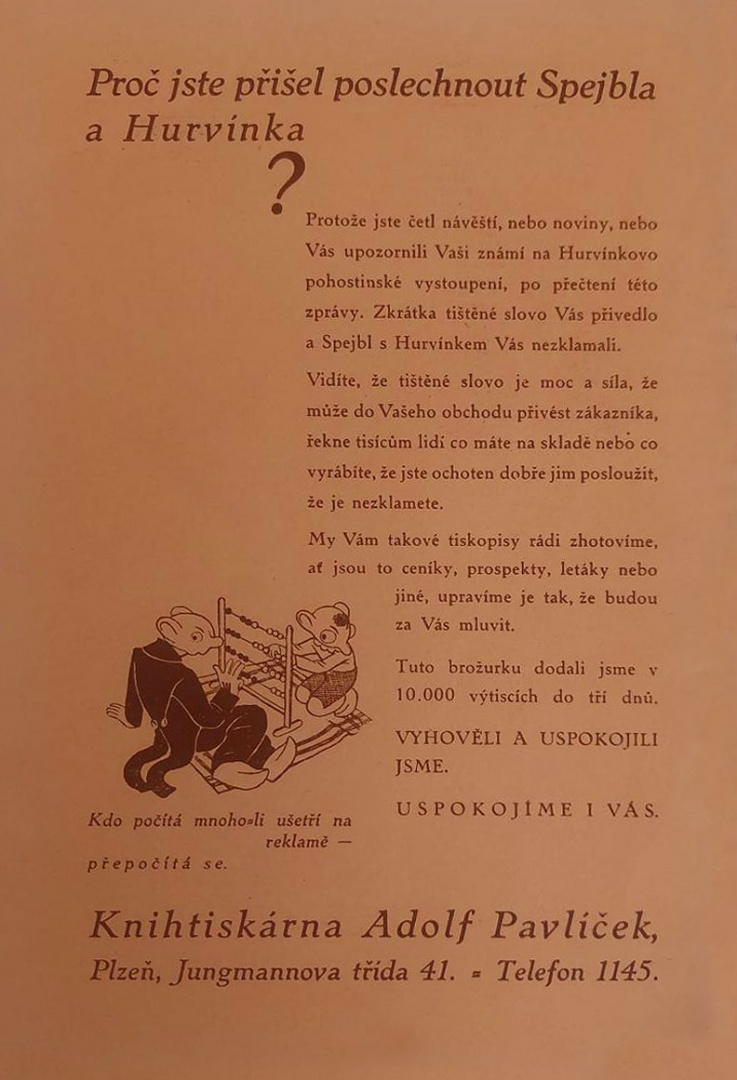 Proč jste přišel poslechnout Spejbla
a Hurvínka
?
Protože jste četl návěští, nebo noviny, nebo
Vás upozornili Vaši známí na Hurvínkovo
pohostinské vystoupení, po přečtení této
zprávy. Zkrátka tištěné slovo Vás přivedlo
a Spejbl s Hurvínkem Vás nezklamali.
Vidíte, že tištěné slovo je moc a síla, že
může do Vašeho obchodu přivést zákazníka,
řekne tisícům lidí co máte na skladě nebo co
vyrábíte, že jste ochoten dobře jim posloužit,
že je nezklamete.
My Vám takové tiskopisy rádi zhotovíme,
ať jsou to ceníky, prospekty, letáky nebo
jiné, upravíme je tak, že budou
za Vás mluvit.
Tuto brožurku dodali jsme v
10.000 výtiscích do tří dnů.
VYHOVĚLI A USPOKOJILI
JSME.
USPOKOJÍME I VÁS.
Kdo počítá mnoho-li ušetří na
reklamě —
přepočítá se.
Knihtiskárna Adolf Pavlíček,
Plzeň, Jungmannova třída 41. - Telefon 1145.